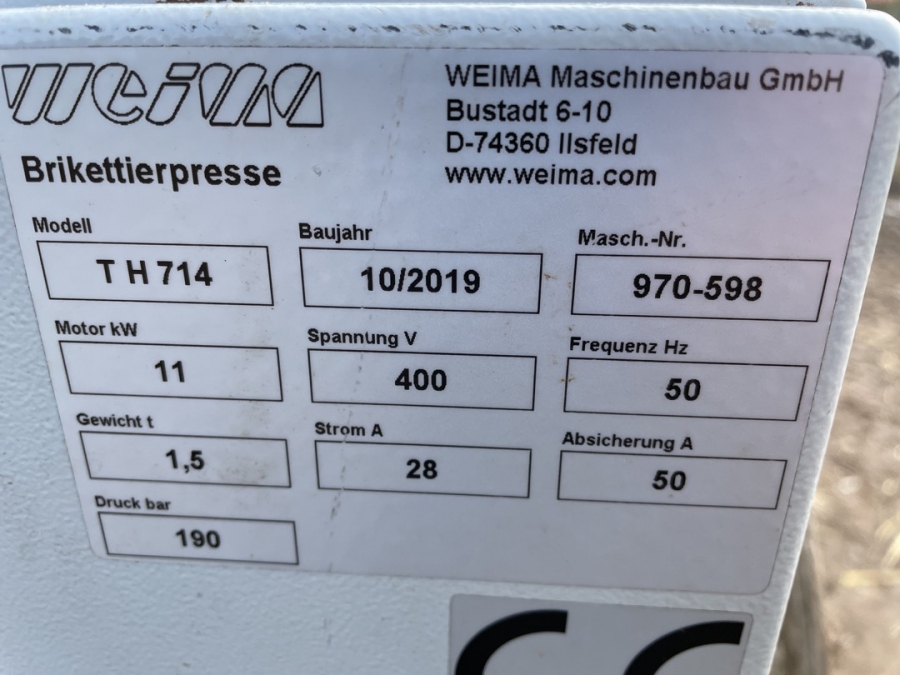 weima
WEIMA Maschinenbau GmbH
Bustadt 6-10
D-74360 Ilsfeld
www.weima.com
Brikettierpresse
Modell Baujahr Masch.-Nr.
T H 714 10/2019 970-598
Motor kW Spannung V Frequenz Hz
11 400 50
Gewicht t Strom A Absicherung A
1,5 28 50
Druck bar
190
CE